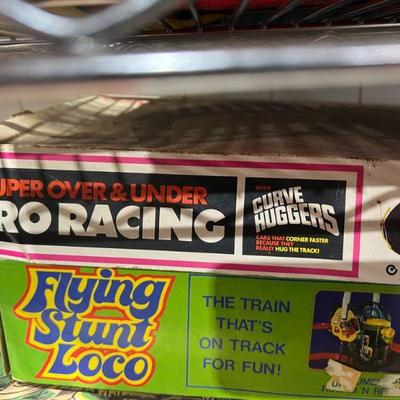 UPER OVER & UNDER
RO RACING
WITH
CURVE
HUGGERS
CARS THAT CORNER FASTER
BECAUSE THEY
REALLY HUG THE TRACK!
Flying
Stunt
Loco
THE TRAIN
THAT'S
ON TRACK
FOR FUN!